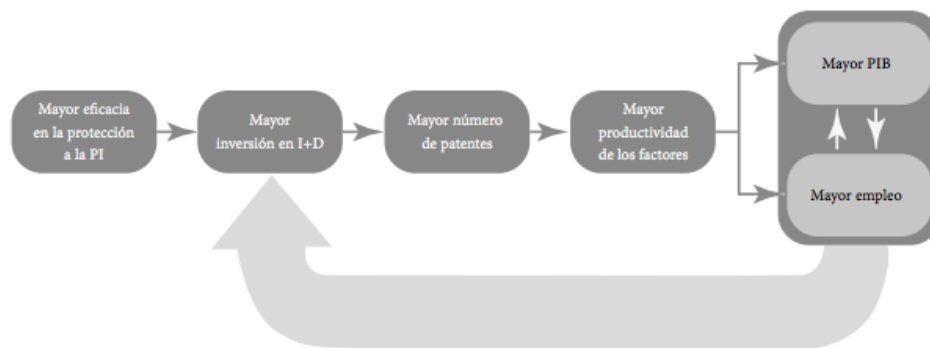 Mayor eficacia
en la protección
a la PI
Mayor
inversión en I+D
Mayor número
de patentes
Mayor
productividad
de los factores
Mayor PIB
Mayor empleo